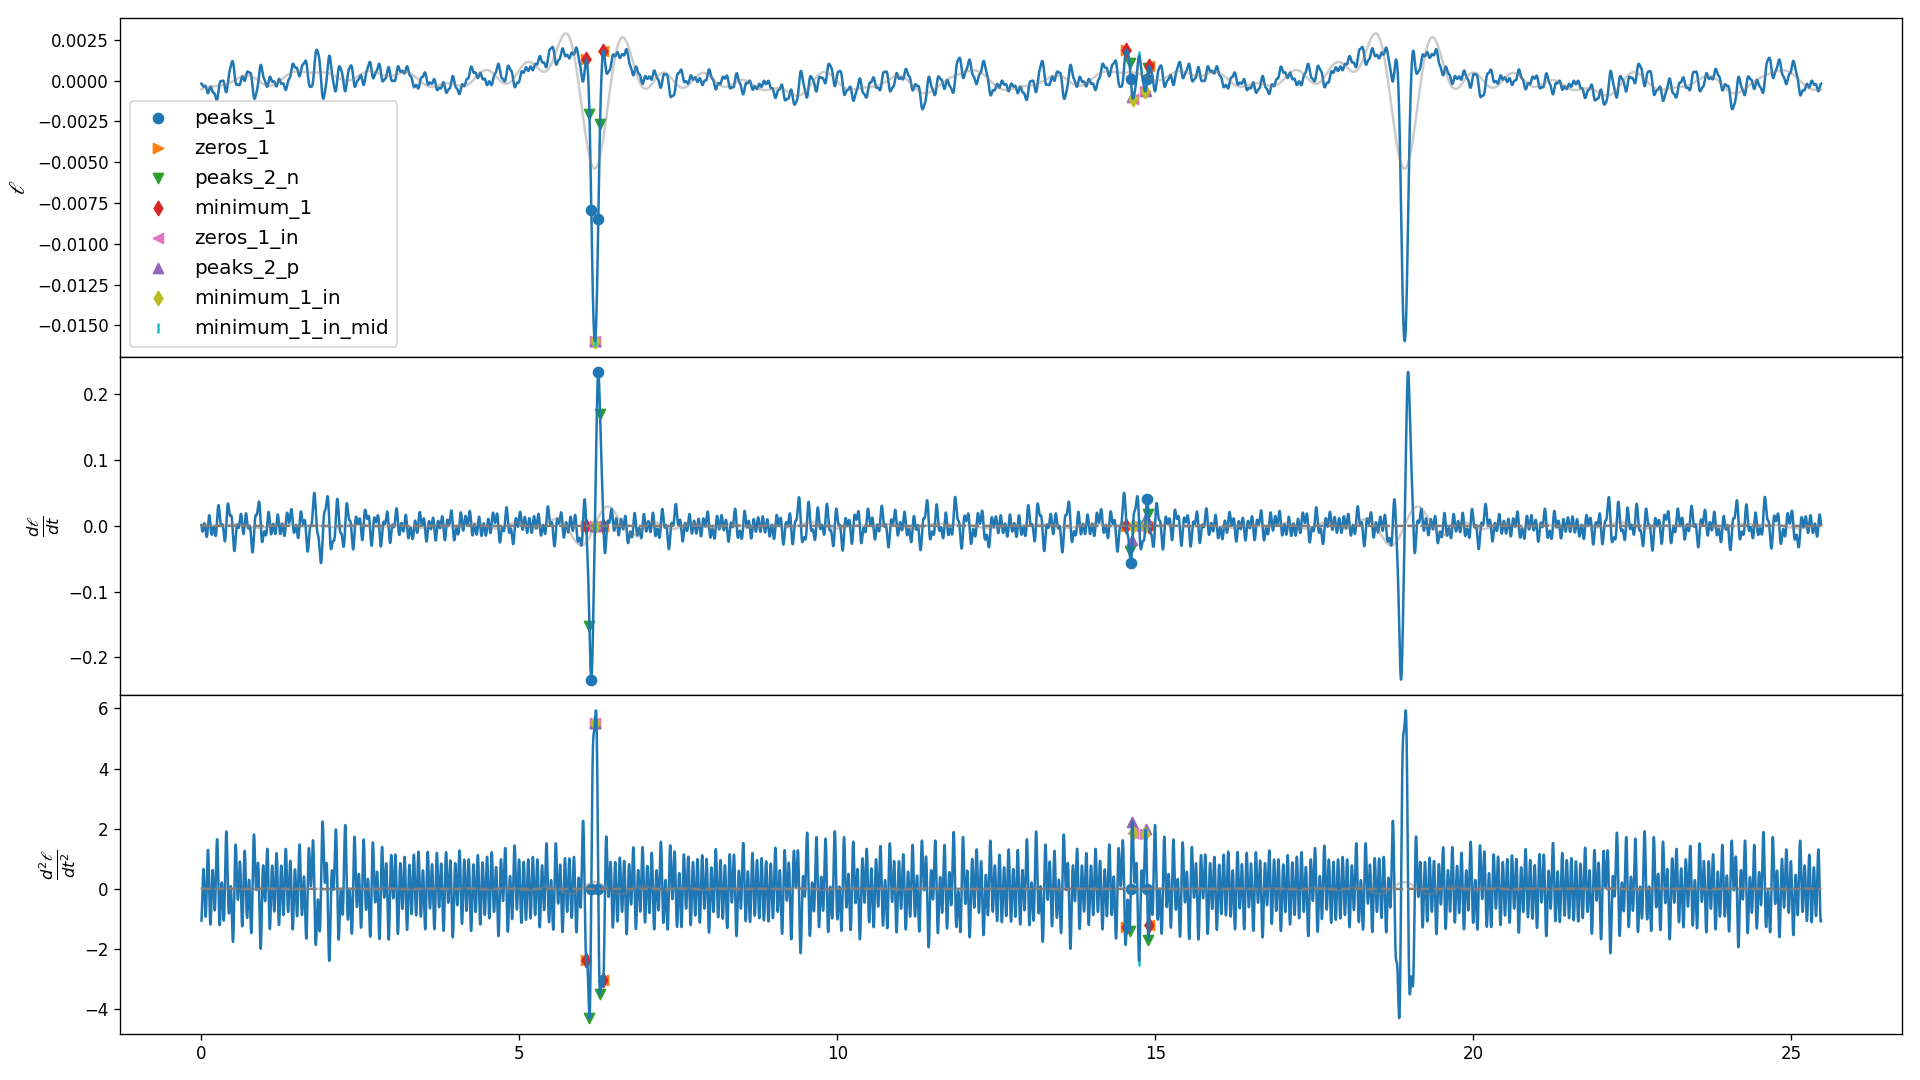 0.0025
0.0000
−0.0025
−0.0050
−0.0075
−0.0100
−0.0125
−0.0150
ℓ
peaks_1
zeros_1
peaks_2_n
minimum_1
zeros_1_in
peaks_2_p
minimum_1_in
minimum_1_in_mid
0.2
0.1
0.0
−0.1
−0.2
dℓ
dt
6
4
2
0
−2
−4
d²ℓ
dt²
0 5 10 15 20 25